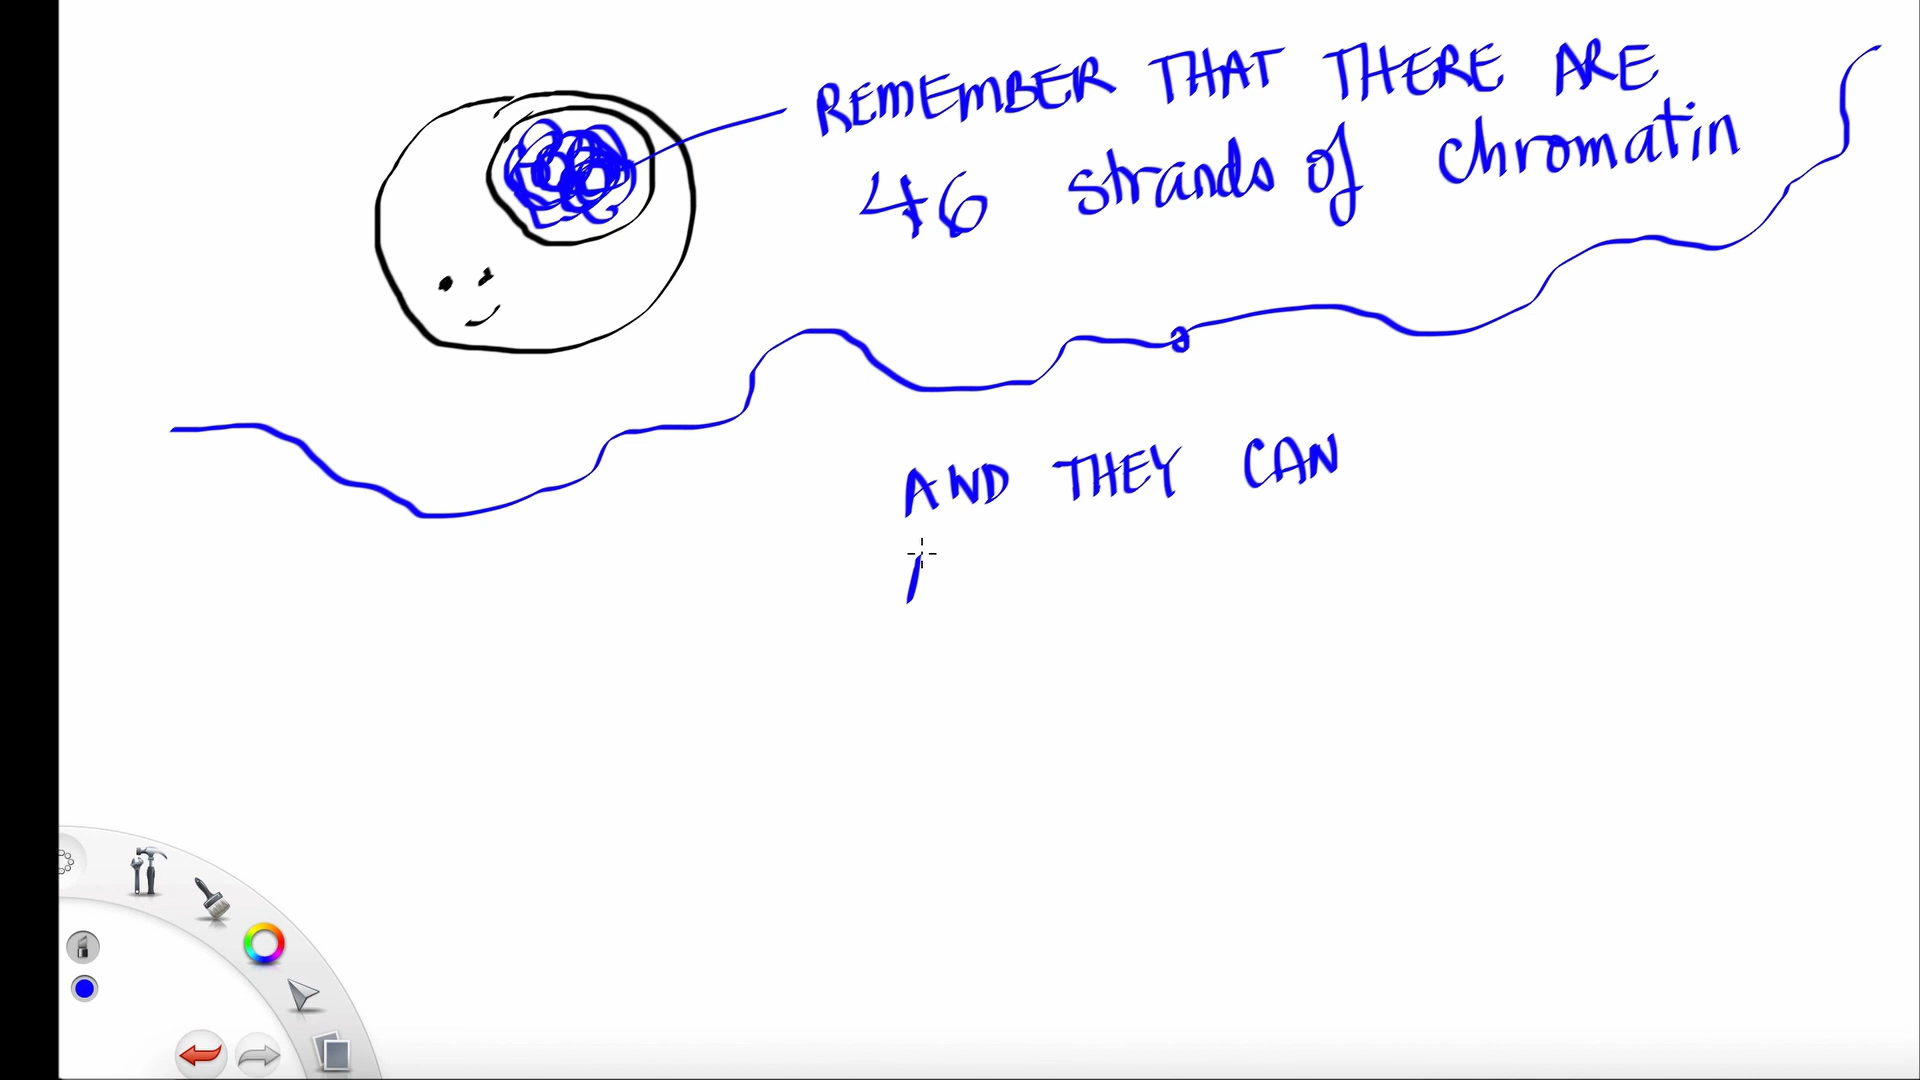 REMEMBER THAT THERE ARE
46 strands of chromatin
AND THEY CAN